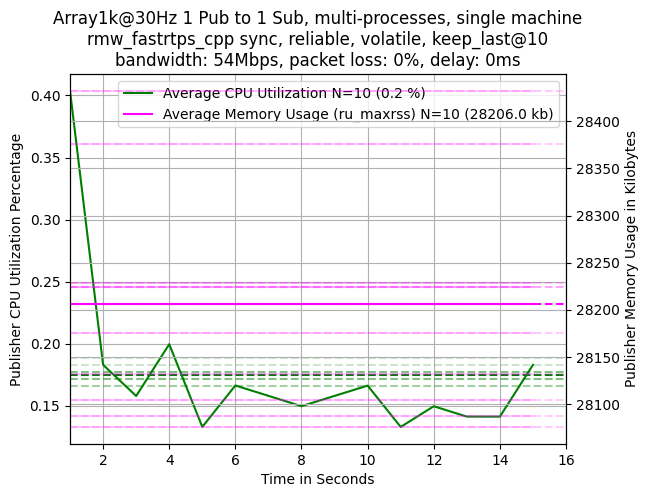 Array1k@30Hz 1 Pub to 1 Sub, multi-processes, single machine
rmw_fastrtps_cpp sync, reliable, volatile, keep_last@10
bandwidth: 54Mbps, packet loss: 0%, delay: 0ms
Average CPU Utilization N=10 (0.2 %)
Average Memory Usage (ru_maxrss) N=10 (28206.0 kb)
Publisher CPU Utilization Percentage
0.40
0.35
0.30
0.25
0.20
0.15
28400
28350
28300
28250
28200
28150
28100
Publisher Memory Usage in Kilobytes
2 4 6 8 10 12 14 16
Time in Seconds